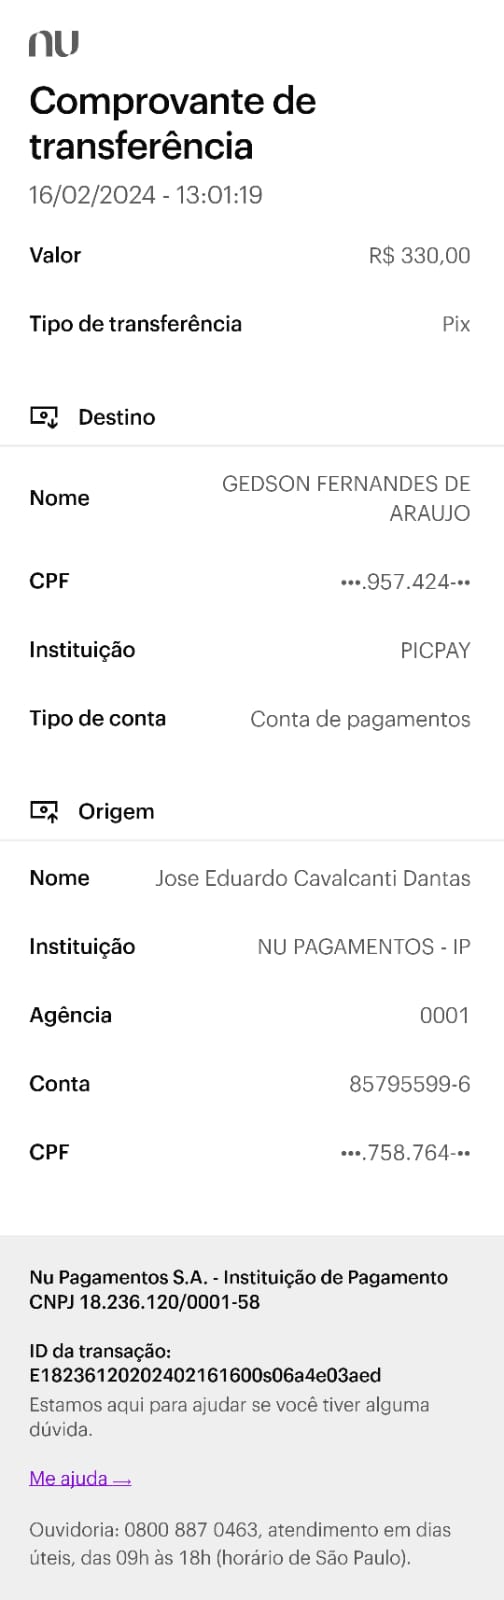 nu
Comprovante de
transferência
16/02/2024 - 13:01:19
Valor R$ 330,00
Tipo de transferência Pix
Destino
Nome GEDSON FERNANDES DE
ARAUJO
CPF •••.957.424-••
Instituição PICPAY
Tipo de conta Conta de pagamentos
Origem
Nome Jose Eduardo Cavalcanti Dantas
Instituição NU PAGAMENTOS - IP
Agência 0001
Conta 85795599-6
CPF •••.758.764-••
Nu Pagamentos S.A. - Instituição de Pagamento
CNPJ 18.236.120/0001-58
ID da transação:
E18236120202402161600s06a4e03aed
Estamos aqui para ajudar se você tiver alguma
dúvida.
Me ajuda →
Ouvidoria: 0800 887 0463, atendimento em dias
úteis, das 09h às 18h (horário de São Paulo).